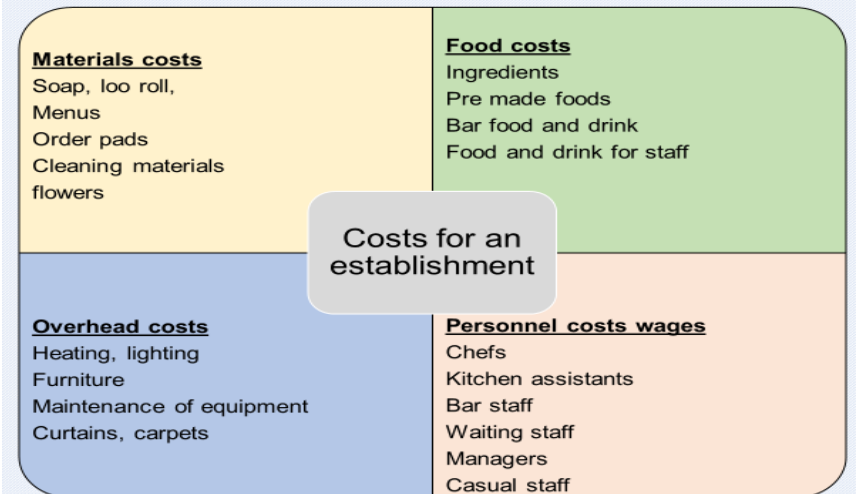 Materials costs
Soap, loo roll,
Menus
Order pads
Cleaning materials
flowers
Food costs
Ingredients
Pre made foods
Bar food and drink
Food and drink for staff
Costs for an
establishment
Overhead costs
Heating, lighting
Furniture
Maintenance of equipment
Curtains, carpets
Personnel costs wages
Chefs
Kitchen assistants
Bar staff
Waiting staff
Managers
Casual staff